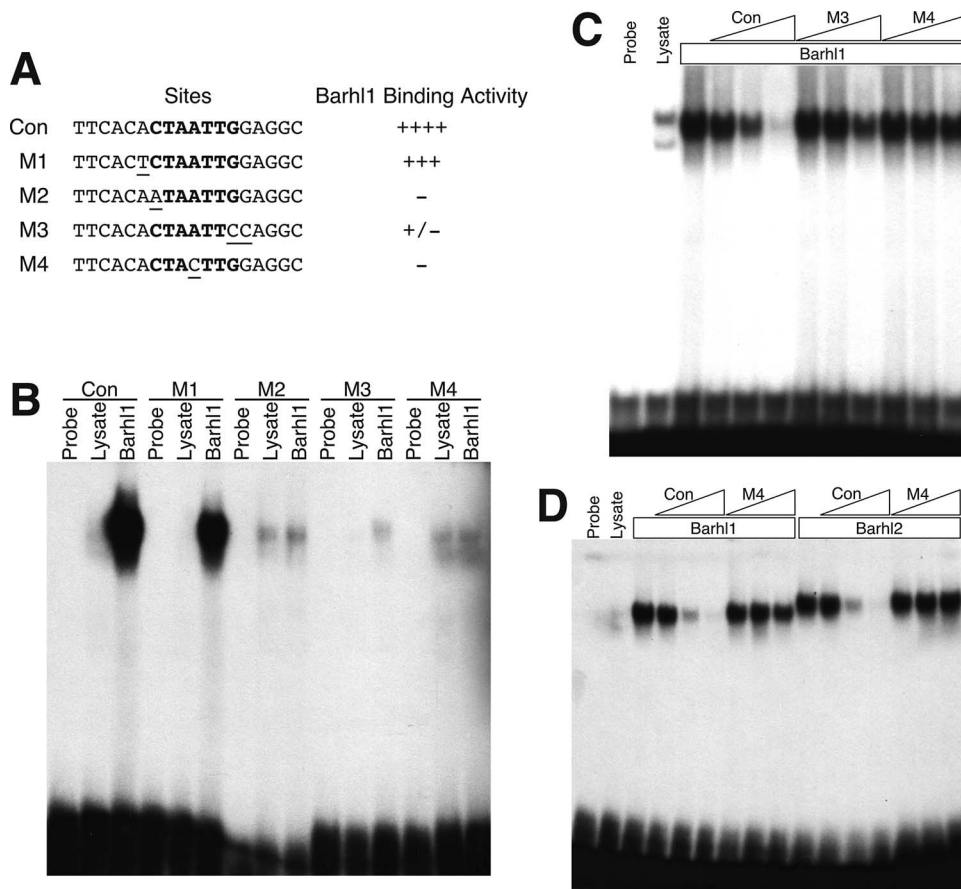 A
Sites Barhl1 Binding Activity
Con TTCACACTAATTGGAGGC ++++
M1 TTCACTCTAATTGGAGGC +++
M2 TTCACAATAATTGGAGGC –
M3 TTCACACTAATTCCAGGC +/–
M4 TTCACACTACTTGGAGGC –
B
Con M1 M2 M3 M4
Probe Lysate Barhl1 Probe Lysate Barhl1 Probe Lysate Barhl1 Probe Lysate Barhl1 Probe Lysate Barhl1
C
Con M3 M4
Probe Lysate
Barhl1
D
Con M4 Con M4
Probe Lysate
Barhl1 Barhl2